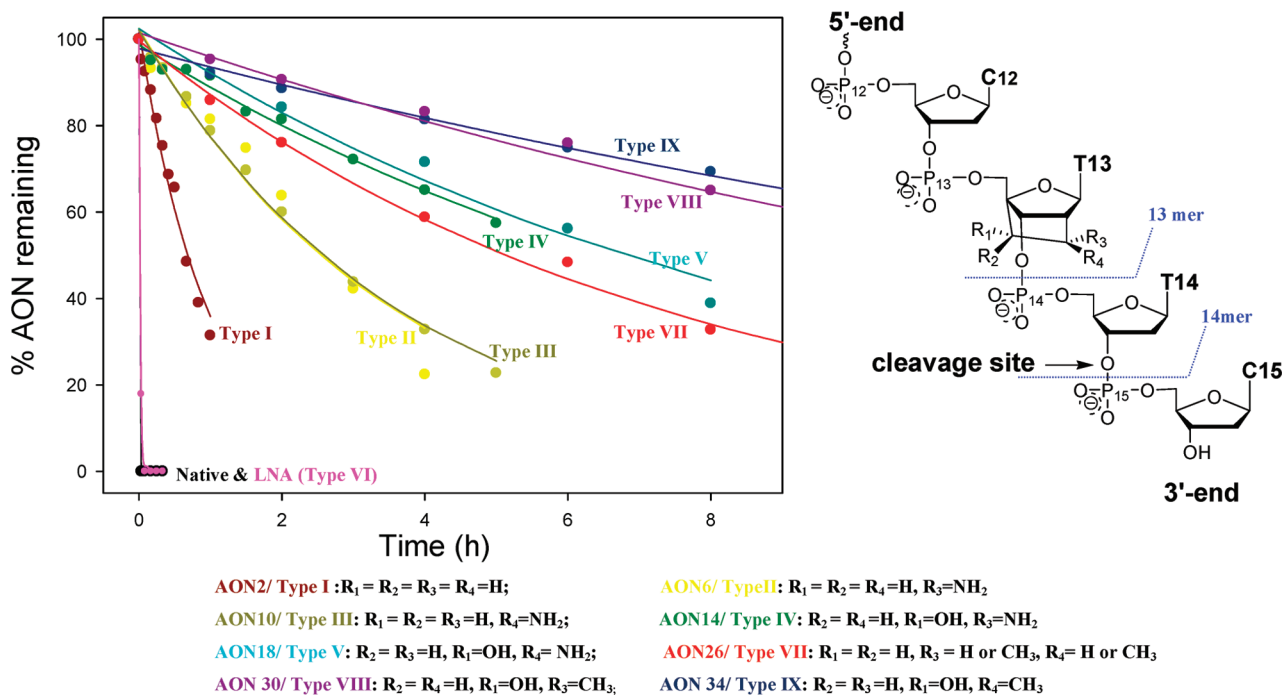 % AON remaining
100
80
60
40
20
0
0 2 4 6 8
Time (h)
Type IX
Type VIII
Type IV
Type V
Type II
Type VII
Type I
Type III
Native & LNA (Type VI)
5'-end
O
O P12 O O C12
⊖ O
O
O P13 O O T13
⊖ O
R1 R3
R2 R4
O
13 mer
O P14 O O T14
⊖ O
14mer
O
cleavage site
O P15 O O C15
⊖ O
OH
3'-end
AON2/ Type I :R₁ = R₂ = R₃ = R₄ =H;
AON6/ TypeII: R₁ = R₂ = R₄ =H, R₃=NH₂
AON10/ Type III: R₁ = R₂ = R₃ =H, R₄=NH₂;
AON14/ Type IV: R₂ = R₄ =H, R₁=OH, R₃=NH₂
AON18/ Type V: R₂ = R₃=H, R₁=OH, R₄= NH₂;
AON26/ Type VII: R₁ = R₂ = H, R₃ = H or CH₃, R₄= H or CH₃
AON 30/ Type VIII: R₂ = R₄ =H, R₁=OH, R₃=CH₃;
AON 34/ Type IX: R₂ = R₃=H, R₁=OH, R₄=CH₃